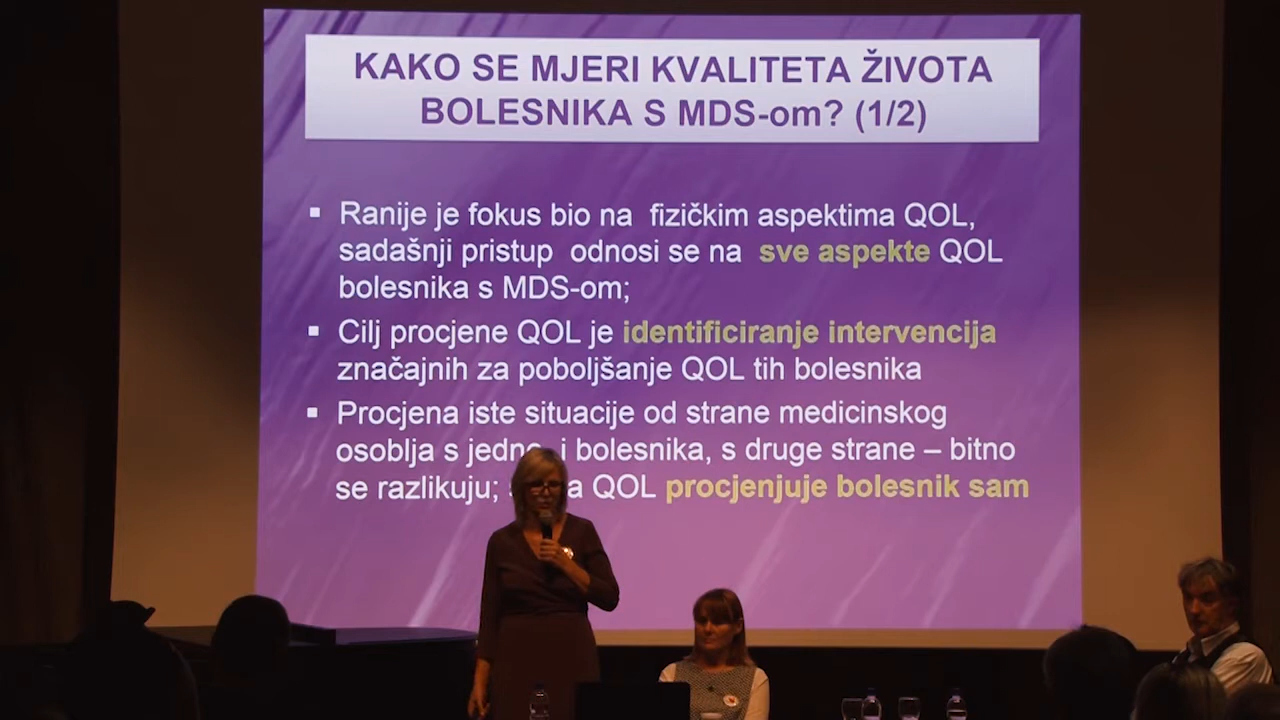 KAKO SE MJERI KVALITETA ŽIVOTA
BOLESNIKA S MDS-om? (1/2)
▪ Ranije je fokus bio na fizičkim aspektima QOL,
sadašnji pristup odnosi se na sve aspekte QOL
bolesnika s MDS-om;
▪ Cilj procjene QOL je identificiranje intervencija
značajnih za poboljšanje QOL tih bolesnika
▪ Procjena iste situacije od strane medicinskog
osoblja s jedne, i bolesnika, s druge strane – bitno
se razlikuju; QOL procjenjuje bolesnik sam